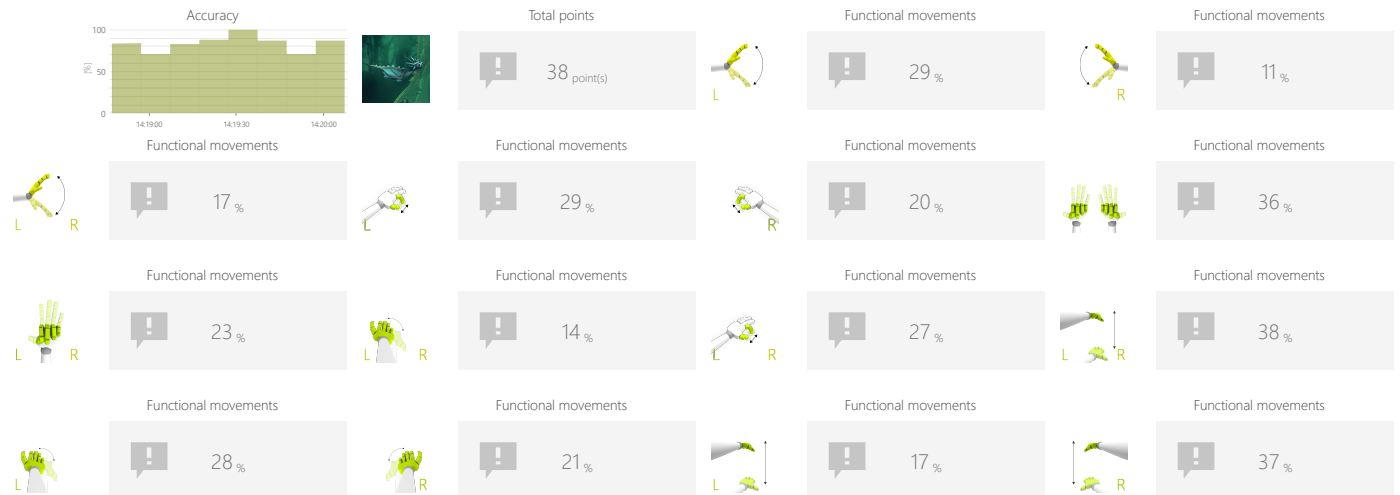 Accuracy
Total points
Functional movements
Functional movements
100
50
0
[%]
14:19:00
14:19:30
14:20:00
38 point(s)
L
29 %
R
11 %
Functional movements
Functional movements
Functional movements
Functional movements
L R
17 %
L
29 %
R
20 %
36 %
Functional movements
Functional movements
Functional movements
Functional movements
L R
23 %
L R
14 %
L R
27 %
L R
38 %
Functional movements
Functional movements
Functional movements
Functional movements
L
28 %
R
21 %
L
17 %
R
37 %